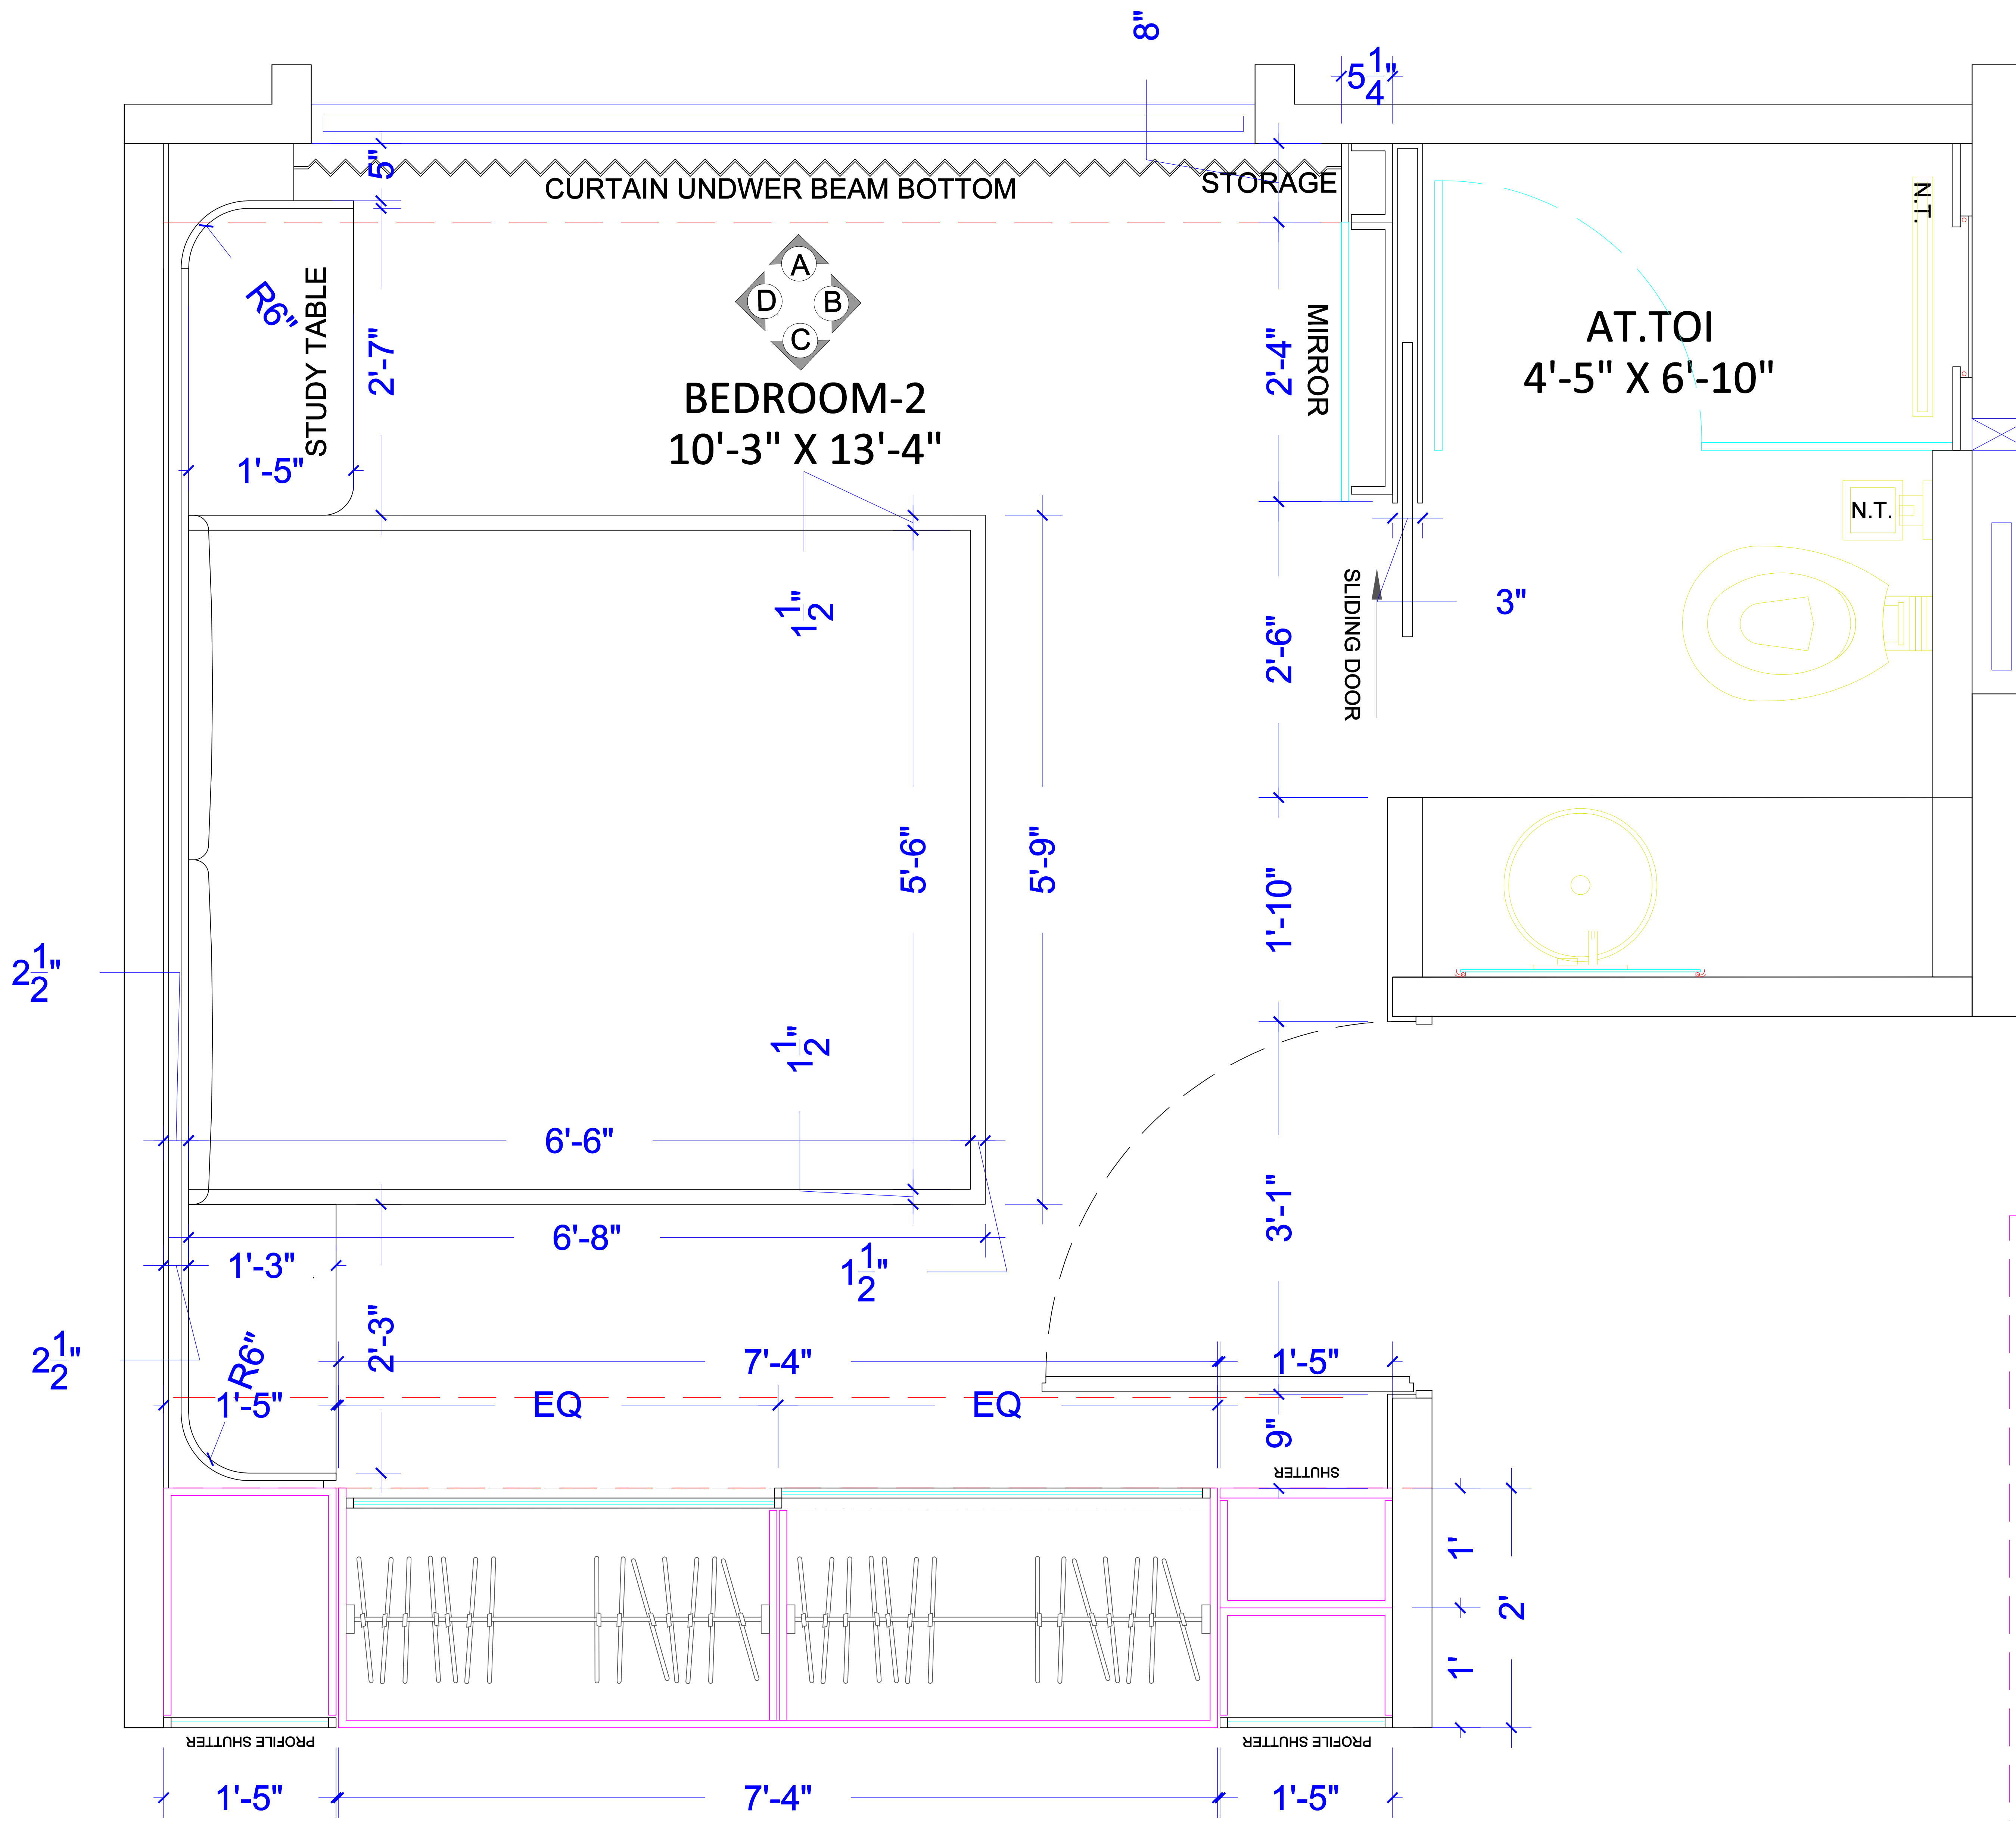 8"
5 1/4"
5"
CURTAIN UNDWER BEAM BOTTOM
STORAGE
N.T.
R6"
STUDY TABLE
2'-7"
1'-5"
A
D
B
C
BEDROOM-2
10'-3" X 13'-4"
2'-4"
MIRROR
AT.TOI
4'-5" X 6'-10"
N.T.
1 1/2"
2'-6"
SLIDING DOOR
3"
5'-6"
5'-9"
1'-10"
2 1/2"
1 1/2"
6'-6"
3'-1"
6'-8"
1'-3"
1 1/2"
2 1/2"
R6"
2'-3"
7'-4"
1'-5"
1'-5"
EQ
EQ
9"
SHUTTER
1'
2'
1'
PROFILE SHUTTER
PROFILE SHUTTER
1'-5"
7'-4"
1'-5"